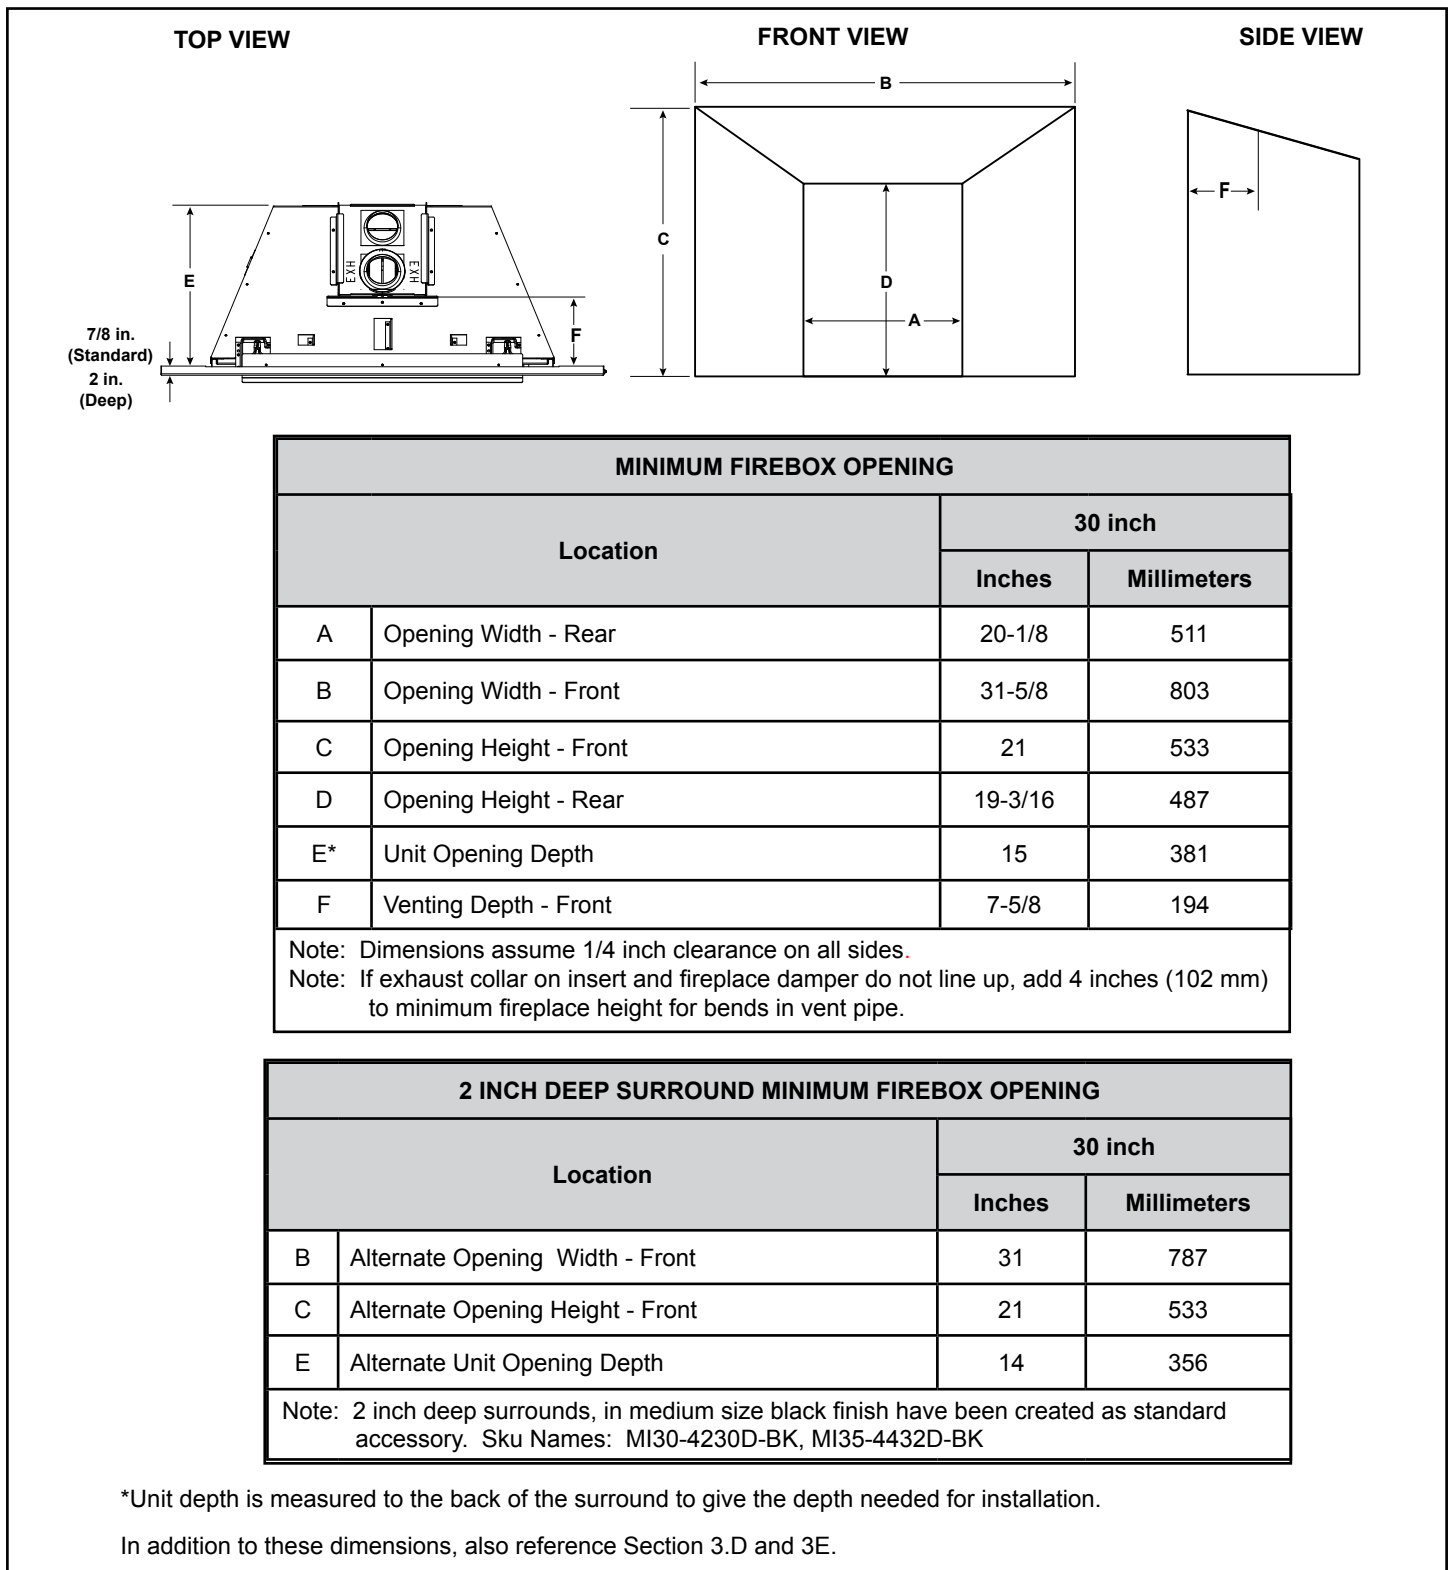 TOP VIEW
FRONT VIEW
SIDE VIEW
B
C
D
A
F
E
EXH
EXH
F
7/8 in.
(Standard)
2 in.
(Deep)
MINIMUM FIREBOX OPENING
Location
30 inch
Inches
Millimeters
A Opening Width - Rear 20-1/8 511
B Opening Width - Front 31-5/8 803
C Opening Height - Front 21 533
D Opening Height - Rear 19-3/16 487
E* Unit Opening Depth 15 381
F Venting Depth - Front 7-5/8 194
Note: Dimensions assume 1/4 inch clearance on all sides.
Note: If exhaust collar on insert and fireplace damper do not line up, add 4 inches (102 mm)
to minimum fireplace height for bends in vent pipe.
2 INCH DEEP SURROUND MINIMUM FIREBOX OPENING
Location
30 inch
Inches
Millimeters
B Alternate Opening Width - Front 31 787
C Alternate Opening Height - Front 21 533
E Alternate Unit Opening Depth 14 356
Note: 2 inch deep surrounds, in medium size black finish have been created as standard
accessory. Sku Names: MI30-4230D-BK, MI35-4432D-BK
*Unit depth is measured to the back of the surround to give the depth needed for installation.
In addition to these dimensions, also reference Section 3.D and 3E.